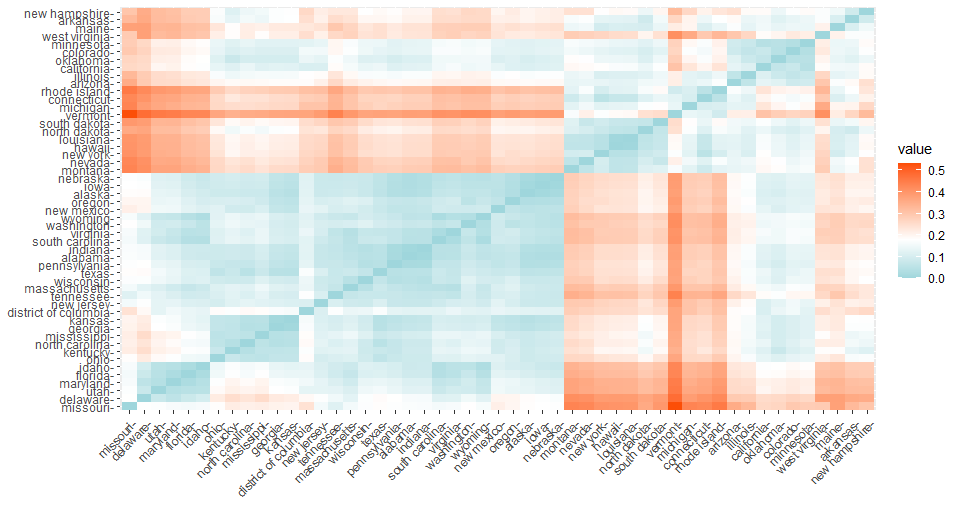 new hampshire-
arkansas-
maine-
west virginia-
minnesota-
colorado-
oklahoma-
california-
illinois-
arizona-
rhode island-
connecticut-
michigan-
vermont-
south dakota-
north dakota-
louisiana-
hawaii-
new york-
nevada-
montana-
nebraska-
iowa-
alaska-
oregon-
new mexico-
wyoming-
washington-
virginia-
south carolina-
indiana-
alabama-
pennsylvania-
texas-
wisconsin-
massachusetts-
tennessee-
new jersey-
district of columbia-
kansas-
georgia-
mississippi-
north carolina-
kentucky-
ohio-
idaho-
florida-
maryland-
utah-
delaware-
missouri-
value
0.5
0.4
0.3
0.2
0.1
0.0
missouri-
delaware-
utah-
maryland-
florida-
idaho-
ohio-
kentucky-
north carolina-
mississippi-
georgia-
kansas-
district of columbia-
new jersey-
tennessee-
massachusetts-
wisconsin-
texas-
pennsylvania-
alabama-
indiana-
south carolina-
virginia-
washington-
wyoming-
new mexico-
oregon-
alaska-
iowa-
nebraska-
montana-
nevada-
new york-
hawaii-
louisiana-
north dakota-
south dakota-
vermont-
michigan-
connecticut-
rhode island-
arizona-
illinois-
california-
oklahoma-
colorado-
minnesota-
west virginia-
maine-
arkansas-
new hampshire-